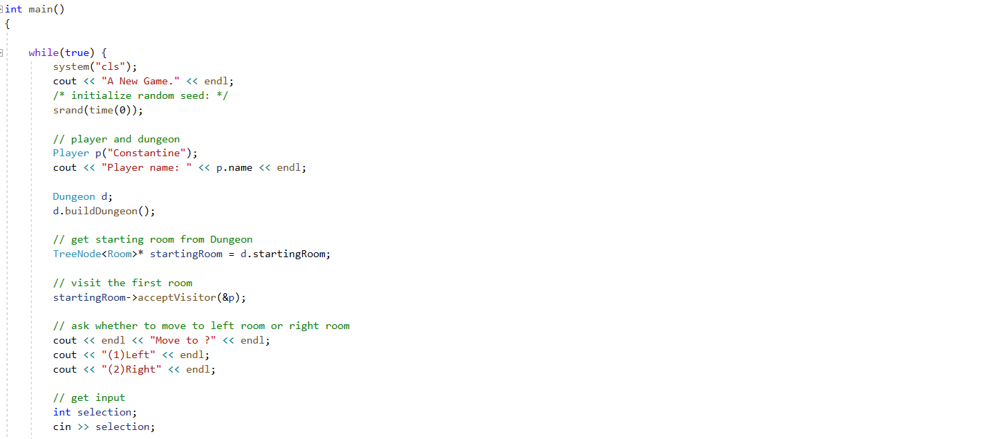 int main()
{
while(true) {
system("cls");
cout << "A New Game." << endl;
/* initialize random seed: */
srand(time(0));
// player and dungeon
Player p("Constantine");
cout << "Player name: " << p.name << endl;
Dungeon d;
d.buildDungeon();
// get starting room from Dungeon
TreeNode<Room>* startingRoom = d.startingRoom;
// visit the first room
startingRoom->acceptVisitor(&p);
// ask whether to move to left room or right room
cout << endl << "Move to ?" << endl;
cout << "(1)Left" << endl;
cout << "(2)Right" << endl;
// get input
int selection;
cin >> selection;